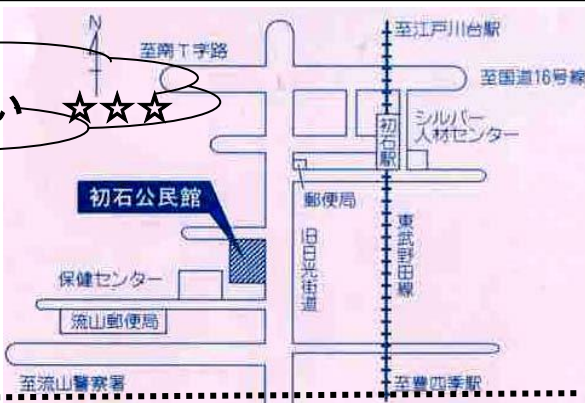 N
至江戸川台駅
至南T字路
至国道16号線
い ☆☆☆
初石駅
シルバー
人材センター
郵便局
初石公民館
旧日光街道
東武野田線
保健センター
流山郵便局
至流山警察署
至豊四季駅